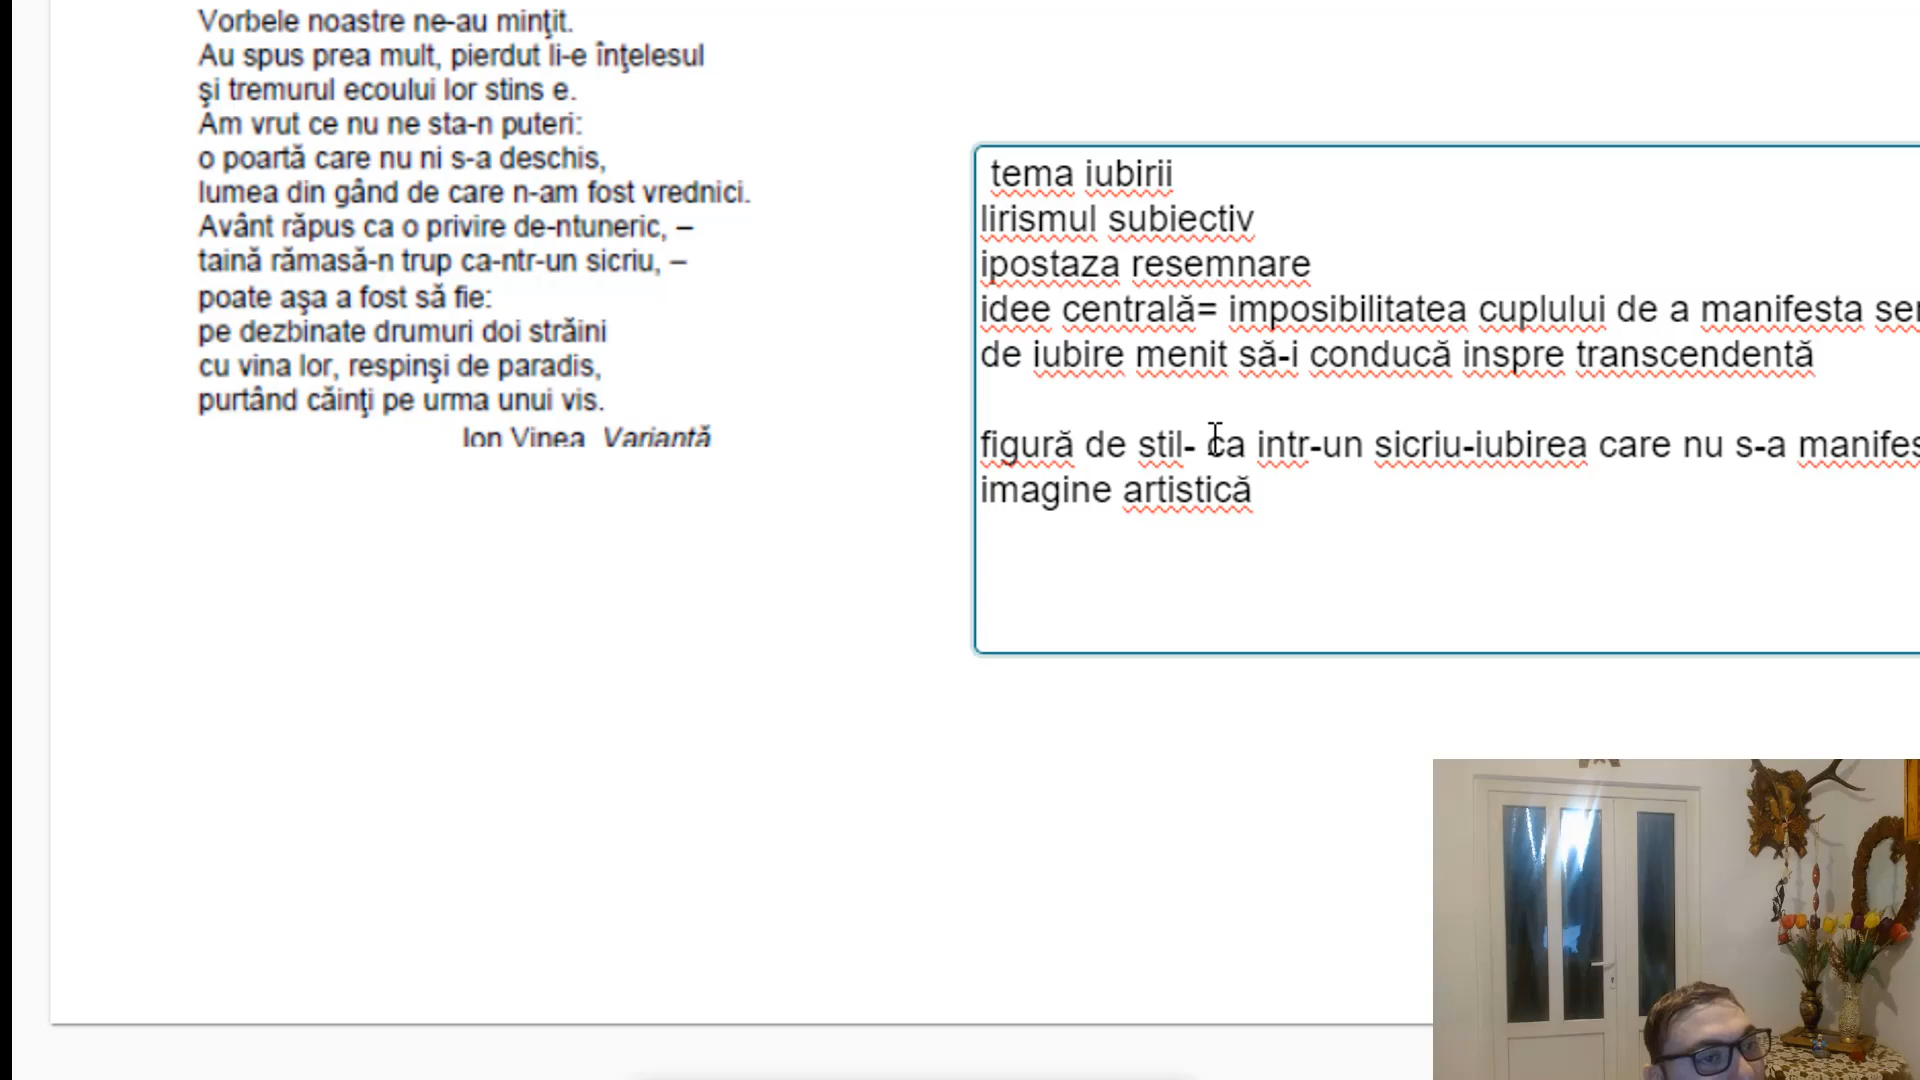 Vorbele noastre ne-au minţit.
Au spus prea mult, pierdut li-e înţelesul
şi tremurul ecoului lor stins e.
Am vrut ce nu ne sta-n puteri:
o poartă care nu ni s-a deschis,
lumea din gând de care n-am fost vrednici.
Avânt răpus ca o privire de-ntuneric, –
taină rămasă-n trup ca-ntr-un sicriu, –
poate aşa a fost să fie:
pe dezbinate drumuri doi străini
cu vina lor, respinşi de paradis,
purtând căinţi pe urma unui vis.
Ion Vinea Variantă
tema iubirii
lirismul subiectiv
ipostaza resemnare
idee centrală= imposibilitatea cuplului de a manifesta
de iubire menit să-i conducă inspre transcendentă
figură de stil- ca intr-un sicriu-iubirea care nu s-a
imagine artistică